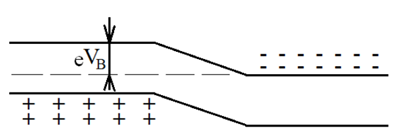 - - - - - - -
- - - - - - -
eV_B
+ + + + +
+ + + + +